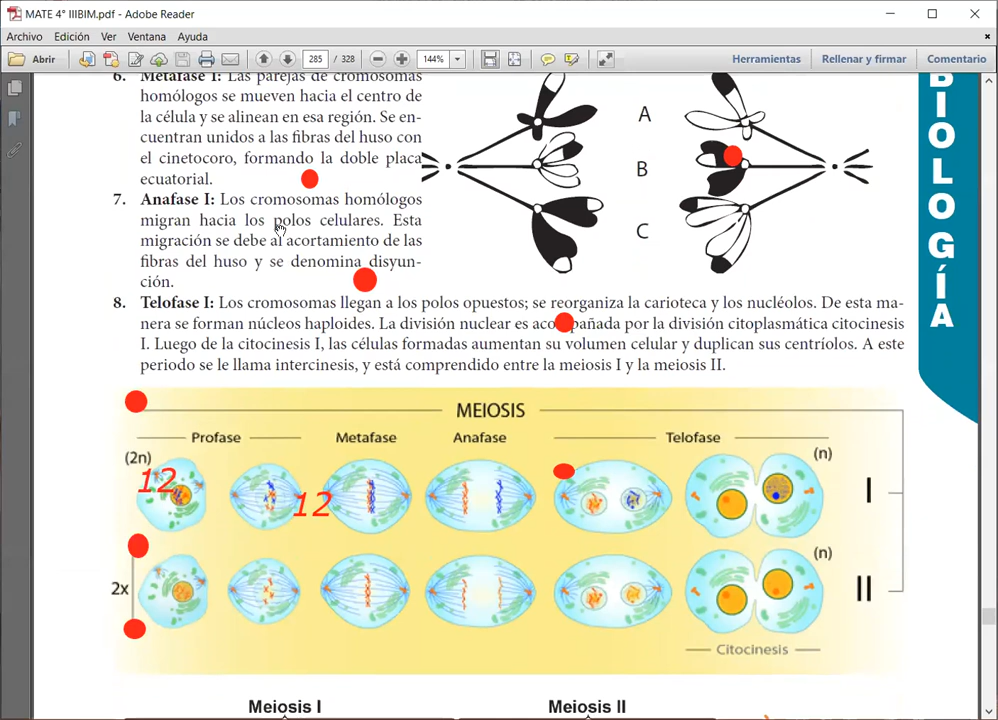 MATE 4° IIIBIM.pdf - Adobe Reader
Archivo Edición Ver Ventana Ayuda
Abrir 285 / 328 144% Herramientas Rellenar y firmar Comentario
6. Metafase I: Las parejas de cromosomas
homólogos se mueven hacia el centro de
la célula y se alinean en esa región. Se en-
cuentran unidos a las fibras del huso con
el cinetocoro, formando la doble placa
ecuatorial.
7. Anafase I: Los cromosomas homólogos
migran hacia los polos celulares. Esta
migración se debe al acortamiento de las
fibras del huso y se denomina disyun-
ción.
A
B
C
8. Telofase I: Los cromosomas llegan a los polos opuestos; se reorganiza la carioteca y los nucléolos. De esta ma-
nera se forman núcleos haploides. La división nuclear es acompañada por la división citoplasmática citocinesis
I. Luego de la citocinesis I, las células formadas aumentan su volumen celular y duplican sus centríolos. A este
periodo se le llama intercinesis, y está comprendido entre la meiosis I y la meiosis II.
BIOLOGÍA
MEIOSIS
Profase Metafase Anafase Telofase
(2n) (n)
12 12 I
(n)
2x II
Citocinesis
Meiosis I Meiosis II